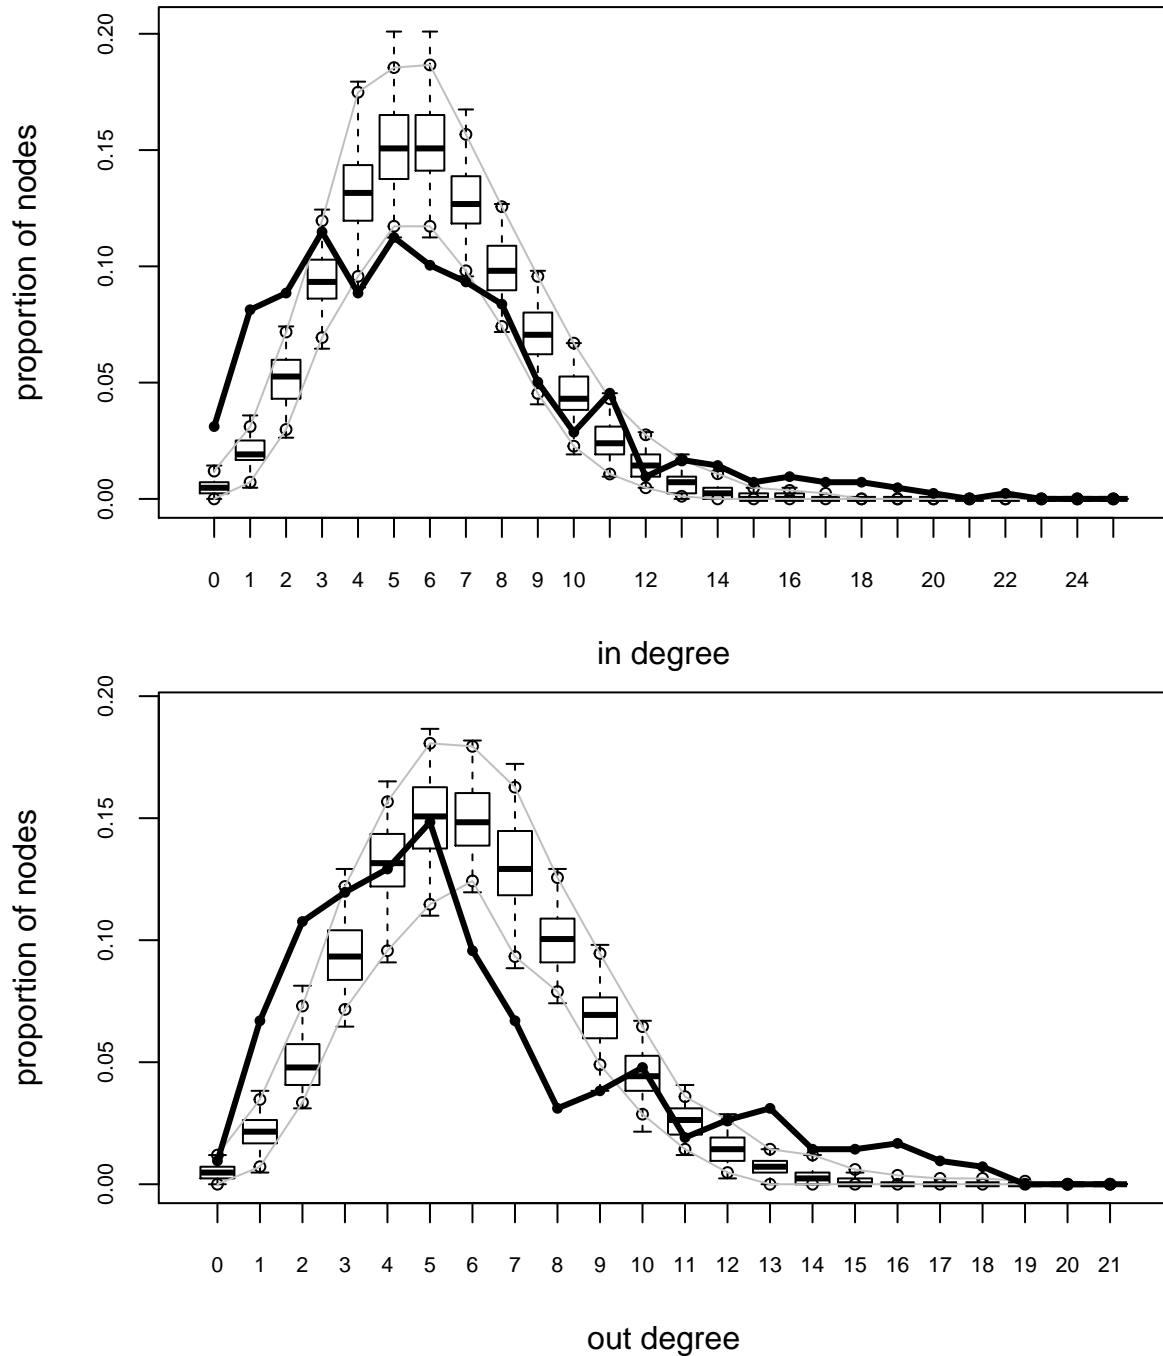 proportion of nodes
0.20
0.15
0.10
0.05
0.00
0 1 2 3 4 5 6 7 8 9 10 12 14 16 18 20 22 24
in degree
proportion of nodes
0.20
0.15
0.10
0.05
0.00
0 1 2 3 4 5 6 7 8 9 10 11 12 13 14 15 16 17 18 19 20 21
out degree